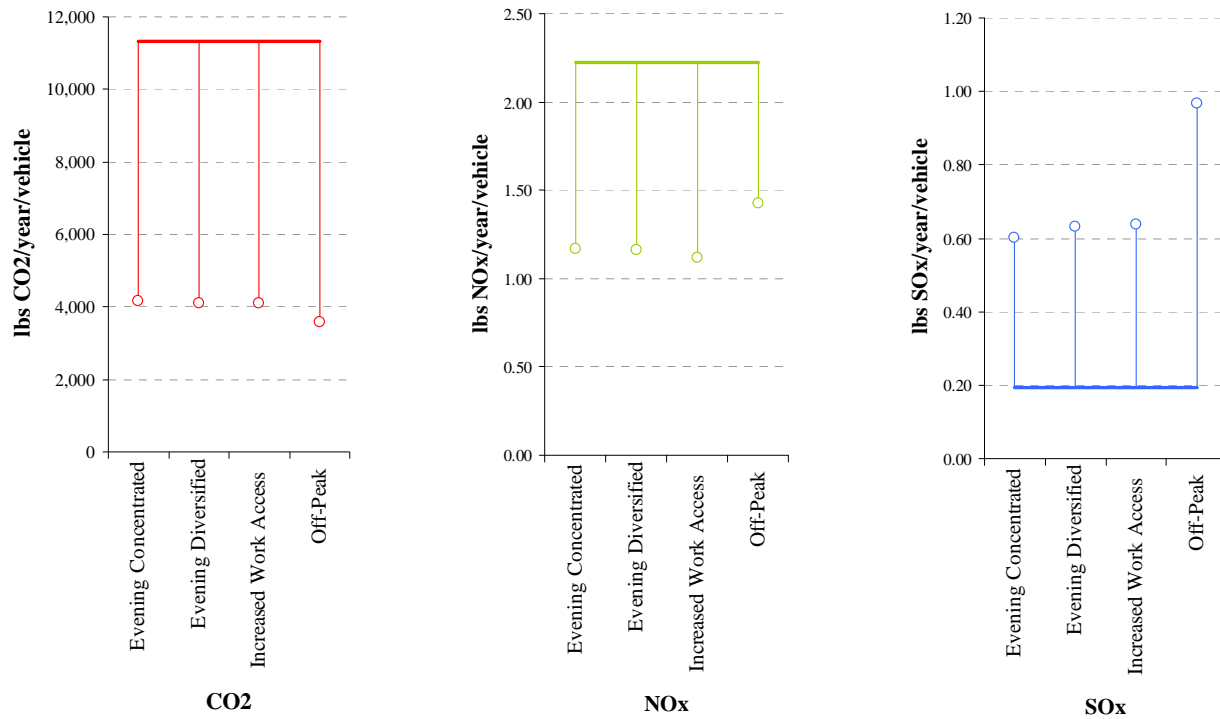 lbs CO2/year/vehicle
12,000
10,000
8,000
6,000
4,000
2,000
0
Evening Concentrated
Evening Diversified
Increased Work Access
Off-Peak
CO2
lbs NOx/year/vehicle
2.50
2.00
1.50
1.00
0.50
0.00
Evening Concentrated
Evening Diversified
Increased Work Access
Off-Peak
NOx
lbs SOx/year/vehicle
1.20
1.00
0.80
0.60
0.40
0.20
0.00
Evening Concentrated
Evening Diversified
Increased Work Access
Off-Peak
SOx